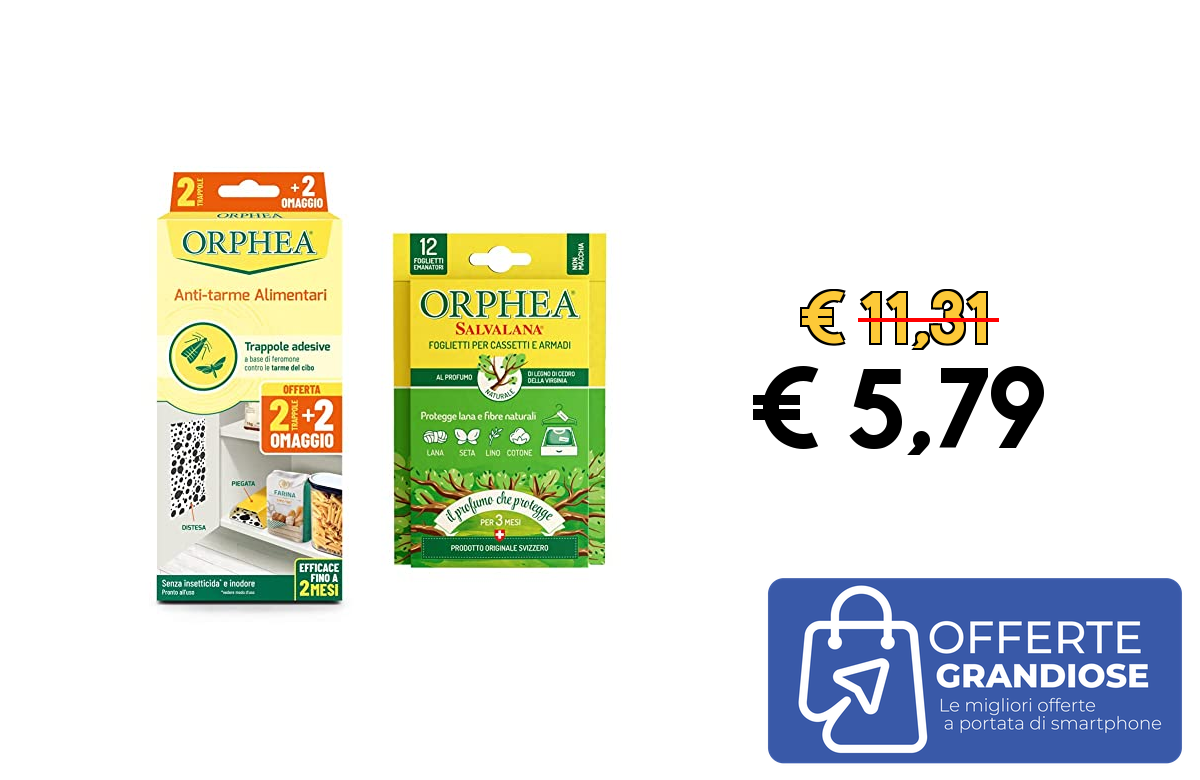 2 TRAPPOLE
+2 OMAGGIO
ORPHEA
ORPHEA®
Anti-tarme Alimentari
Trappole adesive
a base di feromone
contro le tarme del cibo
OFFERTA
2 TRAPPOLE +2
OMAGGIO
PIEGATA
FARINA
DISTESA
EFFICACE
FINO A
2 MESI
Senza insetticida* e inodore
Pronto all'uso
*vedere modo d'uso
12
FOGLIETTI
EMANATORI
NON
MACCHIA
ORPHEA®
SALVALANA®
FOGLIETTI PER CASSETTI E ARMADI
AL PROFUMO
DI LEGNO DI CEDRO
DELLA VIRGINIA
NATURALE
Protegge lana e fibre naturali
LANA SETA LINO COTONE
il profumo che protegge
PER 3 MESI
PRODOTTO ORIGINALE SVIZZERO
€ 11,31
€ 5,79
OFFERTE
GRANDIOSE
Le migliori offerte
a portata di smartphone